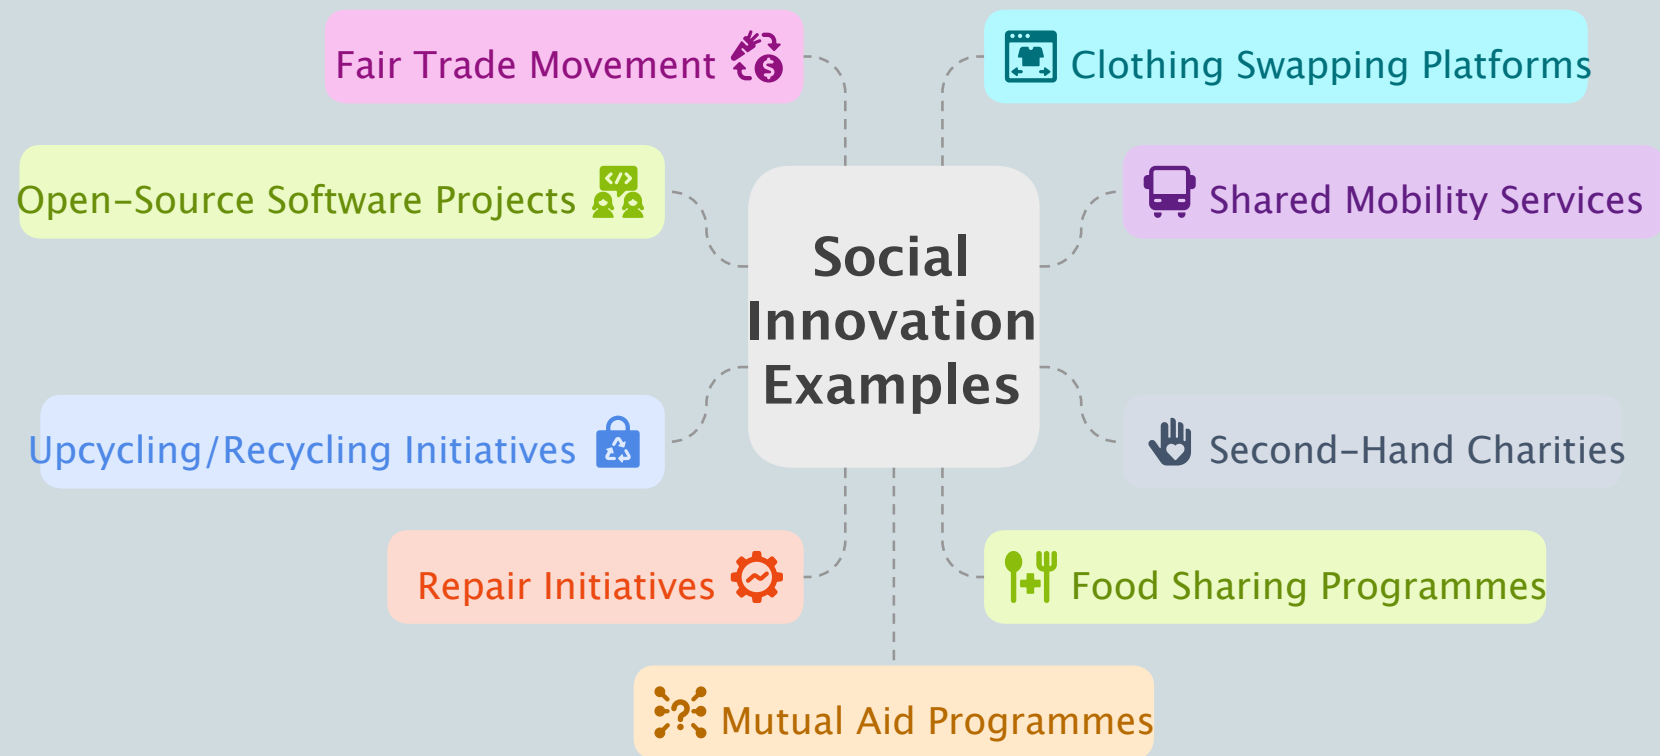 Fair Trade Movement
Clothing Swapping Platforms
Open-Source Software Projects
Shared Mobility Services
Social
Innovation
Examples
Upcycling/Recycling Initiatives
Second-Hand Charities
Repair Initiatives
Food Sharing Programmes
Mutual Aid Programmes